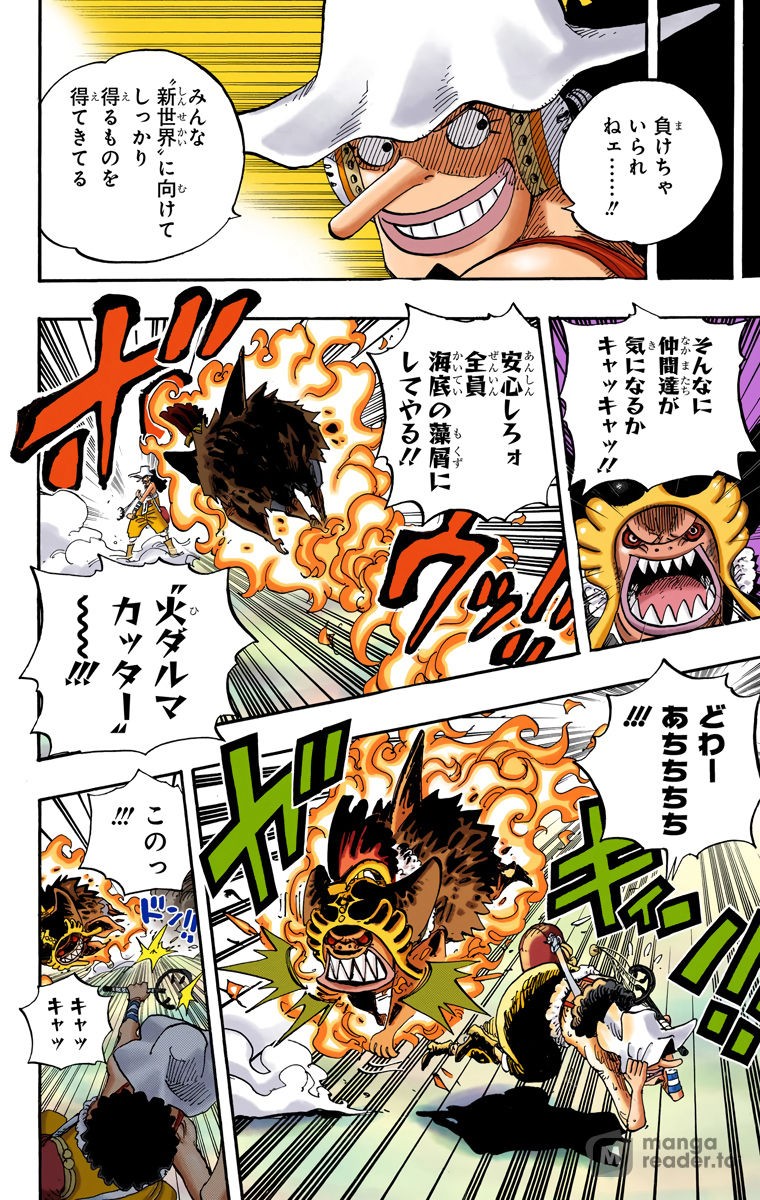 負けちゃ
いられ
ねェ……!!
みんな
〝新世界〟に向けて
しっかり
得るものを
得てきてる
そんなに
仲間達が
気になるか
キャッキャッ!!
安心しろォ
全員
海底の藻屑に
してやる!!
ボウッ!!
〝火ダルマ
カッター〟
〜〜〜!!!
どわー
あちちちち
!!!
ガキィン!!
このっ
!!!
ドン!!
キャッ
キャッ
manga
reader.to